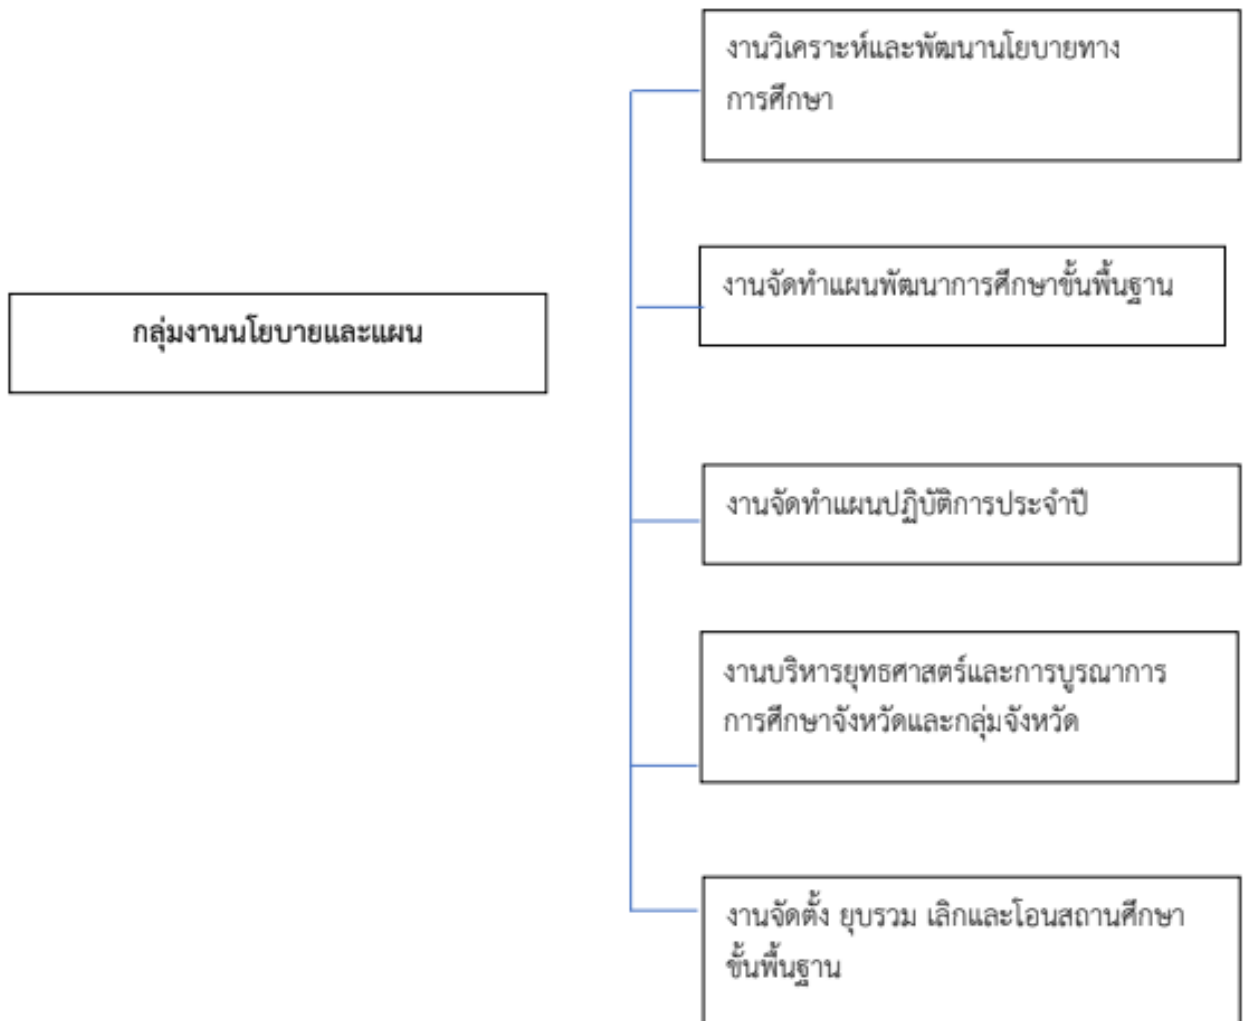 งานวิเคราะห์และพัฒนานโยบายทาง
การศึกษา
งานจัดทำแผนพัฒนาการศึกษาขั้นพื้นฐาน
กลุ่มงานนโยบายและแผน
งานจัดทำแผนปฏิบัติการประจำปี
งานบริหารยุทธศาสตร์และการบูรณาการ
การศึกษาจังหวัดและกลุ่มจังหวัด
งานจัดตั้ง ยุบรวม เลิกและโอนสถานศึกษา
ขั้นพื้นฐาน